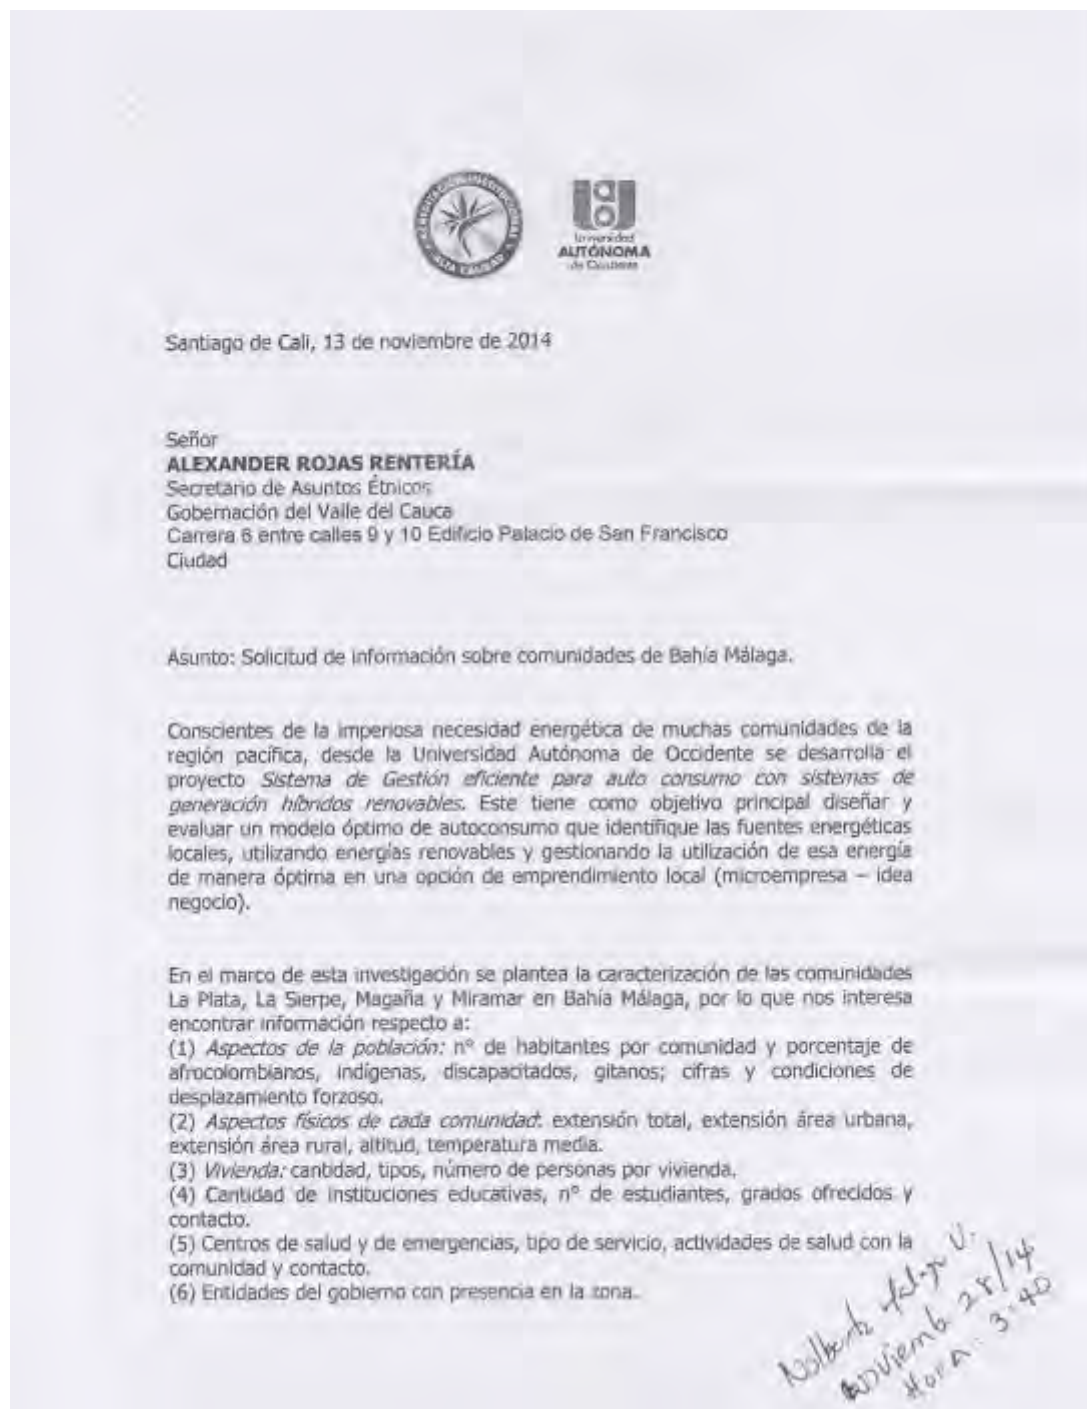 ACREDITACIÓN INSTITUCIONAL
ALTA CALIDAD
Universidad
AUTÓNOMA
de Occidente
Santiago de Cali, 13 de noviembre de 2014
Señor
ALEXANDER ROJAS RENTERÍA
Secretario de Asuntos Étnicos
Gobernación del Valle del Cauca
Carrera 6 entre calles 9 y 10 Edificio Palacio de San Francisco
Ciudad
Asunto: Solicitud de información sobre comunidades de Bahía Málaga.
Conscientes de la imperiosa necesidad energética de muchas comunidades de la
región pacífica, desde la Universidad Autónoma de Occidente se desarrolla el
proyecto Sistema de Gestión eficiente para auto consumo con sistemas de
generación híbridos renovables. Este tiene como objetivo principal diseñar y
evaluar un modelo óptimo de autoconsumo que identifique las fuentes energéticas
locales, utilizando energías renovables y gestionando la utilización de esa energía
de manera óptima en una opción de emprendimiento local (microempresa – idea
negocio).
En el marco de esta investigación se plantea la caracterización de las comunidades
La Plata, La Sierpe, Magaña y Miramar en Bahía Málaga, por lo que nos interesa
encontrar información respecto a:
(1) Aspectos de la población: nº de habitantes por comunidad y porcentaje de
afrocolombianos, indígenas, discapacitados, gitanos; cifras y condiciones de
desplazamiento forzoso.
(2) Aspectos físicos de cada comunidad: extensión total, extensión área urbana,
extensión área rural, altitud, temperatura media.
(3) Vivienda: cantidad, tipos, número de personas por vivienda.
(4) Cantidad de instituciones educativas, nº de estudiantes, grados ofrecidos y
contacto.
(5) Centros de salud y de emergencias, tipo de servicio, actividades de salud con la
comunidad y contacto.
(6) Entidades del gobierno con presencia en la zona.
V.
Noviemb 28/14
Hora: 3:40